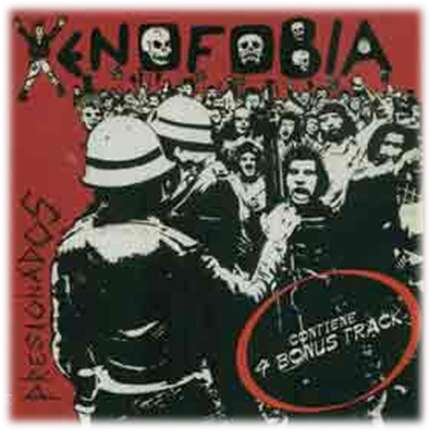 XENOFOBIA
PRESIONADOS
CONTIENE
4 BONUS TRACK